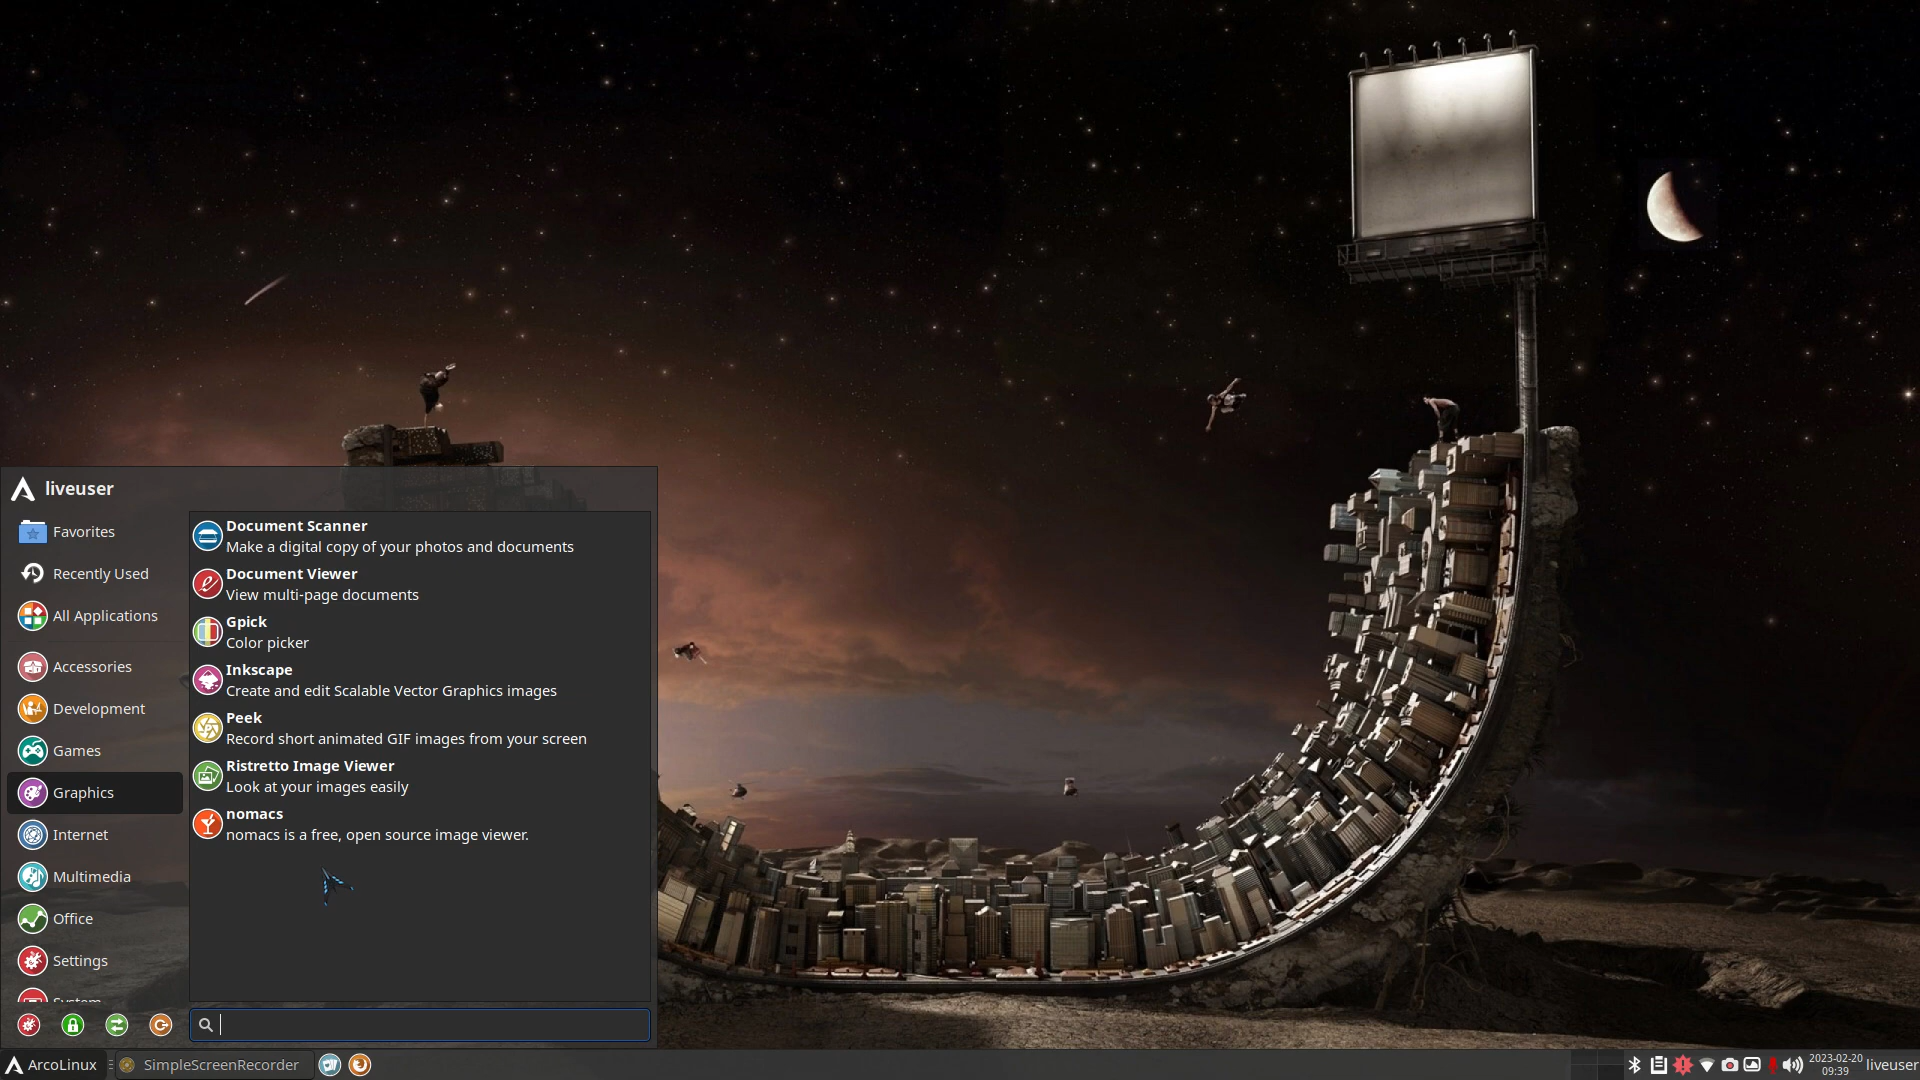 liveuser
Favorites
Recently Used
All Applications
Accessories
Development
Games
Graphics
Internet
Multimedia
Office
Settings
System
Document Scanner
Make a digital copy of your photos and documents
Document Viewer
View multi-page documents
Gpick
Color picker
Inkscape
Create and edit Scalable Vector Graphics images
Peek
Record short animated GIF images from your screen
Ristretto Image Viewer
Look at your images easily
nomacs
nomacs is a free, open source image viewer.
ArcoLinux
SimpleScreenRecorder
2023-02-20
09:39
liveuser